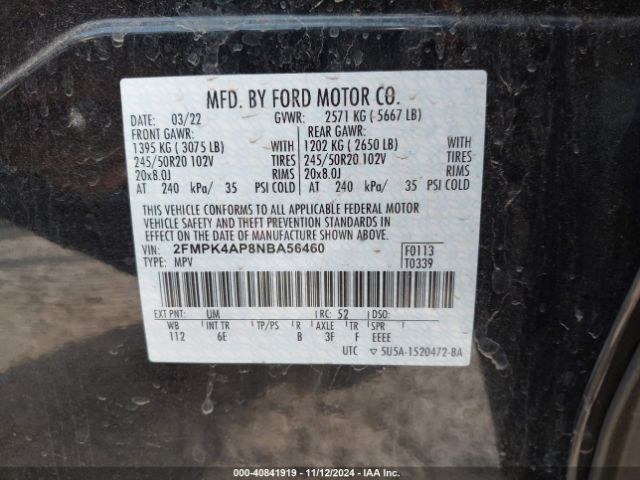 MFD. BY FORD MOTOR CO.
DATE: 03/22 GVWR: 2571 KG ( 5667 LB)
FRONT GAWR: REAR GAWR:
1395 KG ( 3075 LB) WITH 1202 KG ( 2650 LB) WITH
245/50R20 102V TIRES 245/50R20 102V TIRES
20x8.0J RIMS 20x8.0J RIMS
AT 240 kPa/ 35 PSI COLD AT 240 kPa/ 35 PSI COLD
THIS VEHICLE CONFORMS TO ALL APPLICABLE FEDERAL MOTOR
VEHICLE SAFETY AND THEFT PREVENTION STANDARDS IN
EFFECT ON THE DATE OF MANUFACTURE SHOWN ABOVE.
VIN: 2FMPK4AP8NBA56460 F0113
TYPE: MPV T0339
EXT PNT: UM RC: 52 DSO:
WB INT TR TP/PS R AXLE TR SPR
112 6E B 3F F EEEE
UTC ▽ 5U5A-1520472-BA
000-40841919 | 11/12/2024 | IAA Inc.